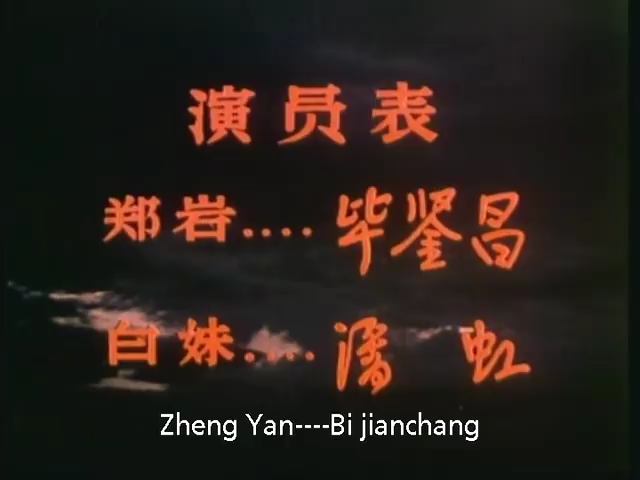 演员表
郑岩....毕鉴昌
白妹....潘虹
Zheng Yan----Bi jianchang